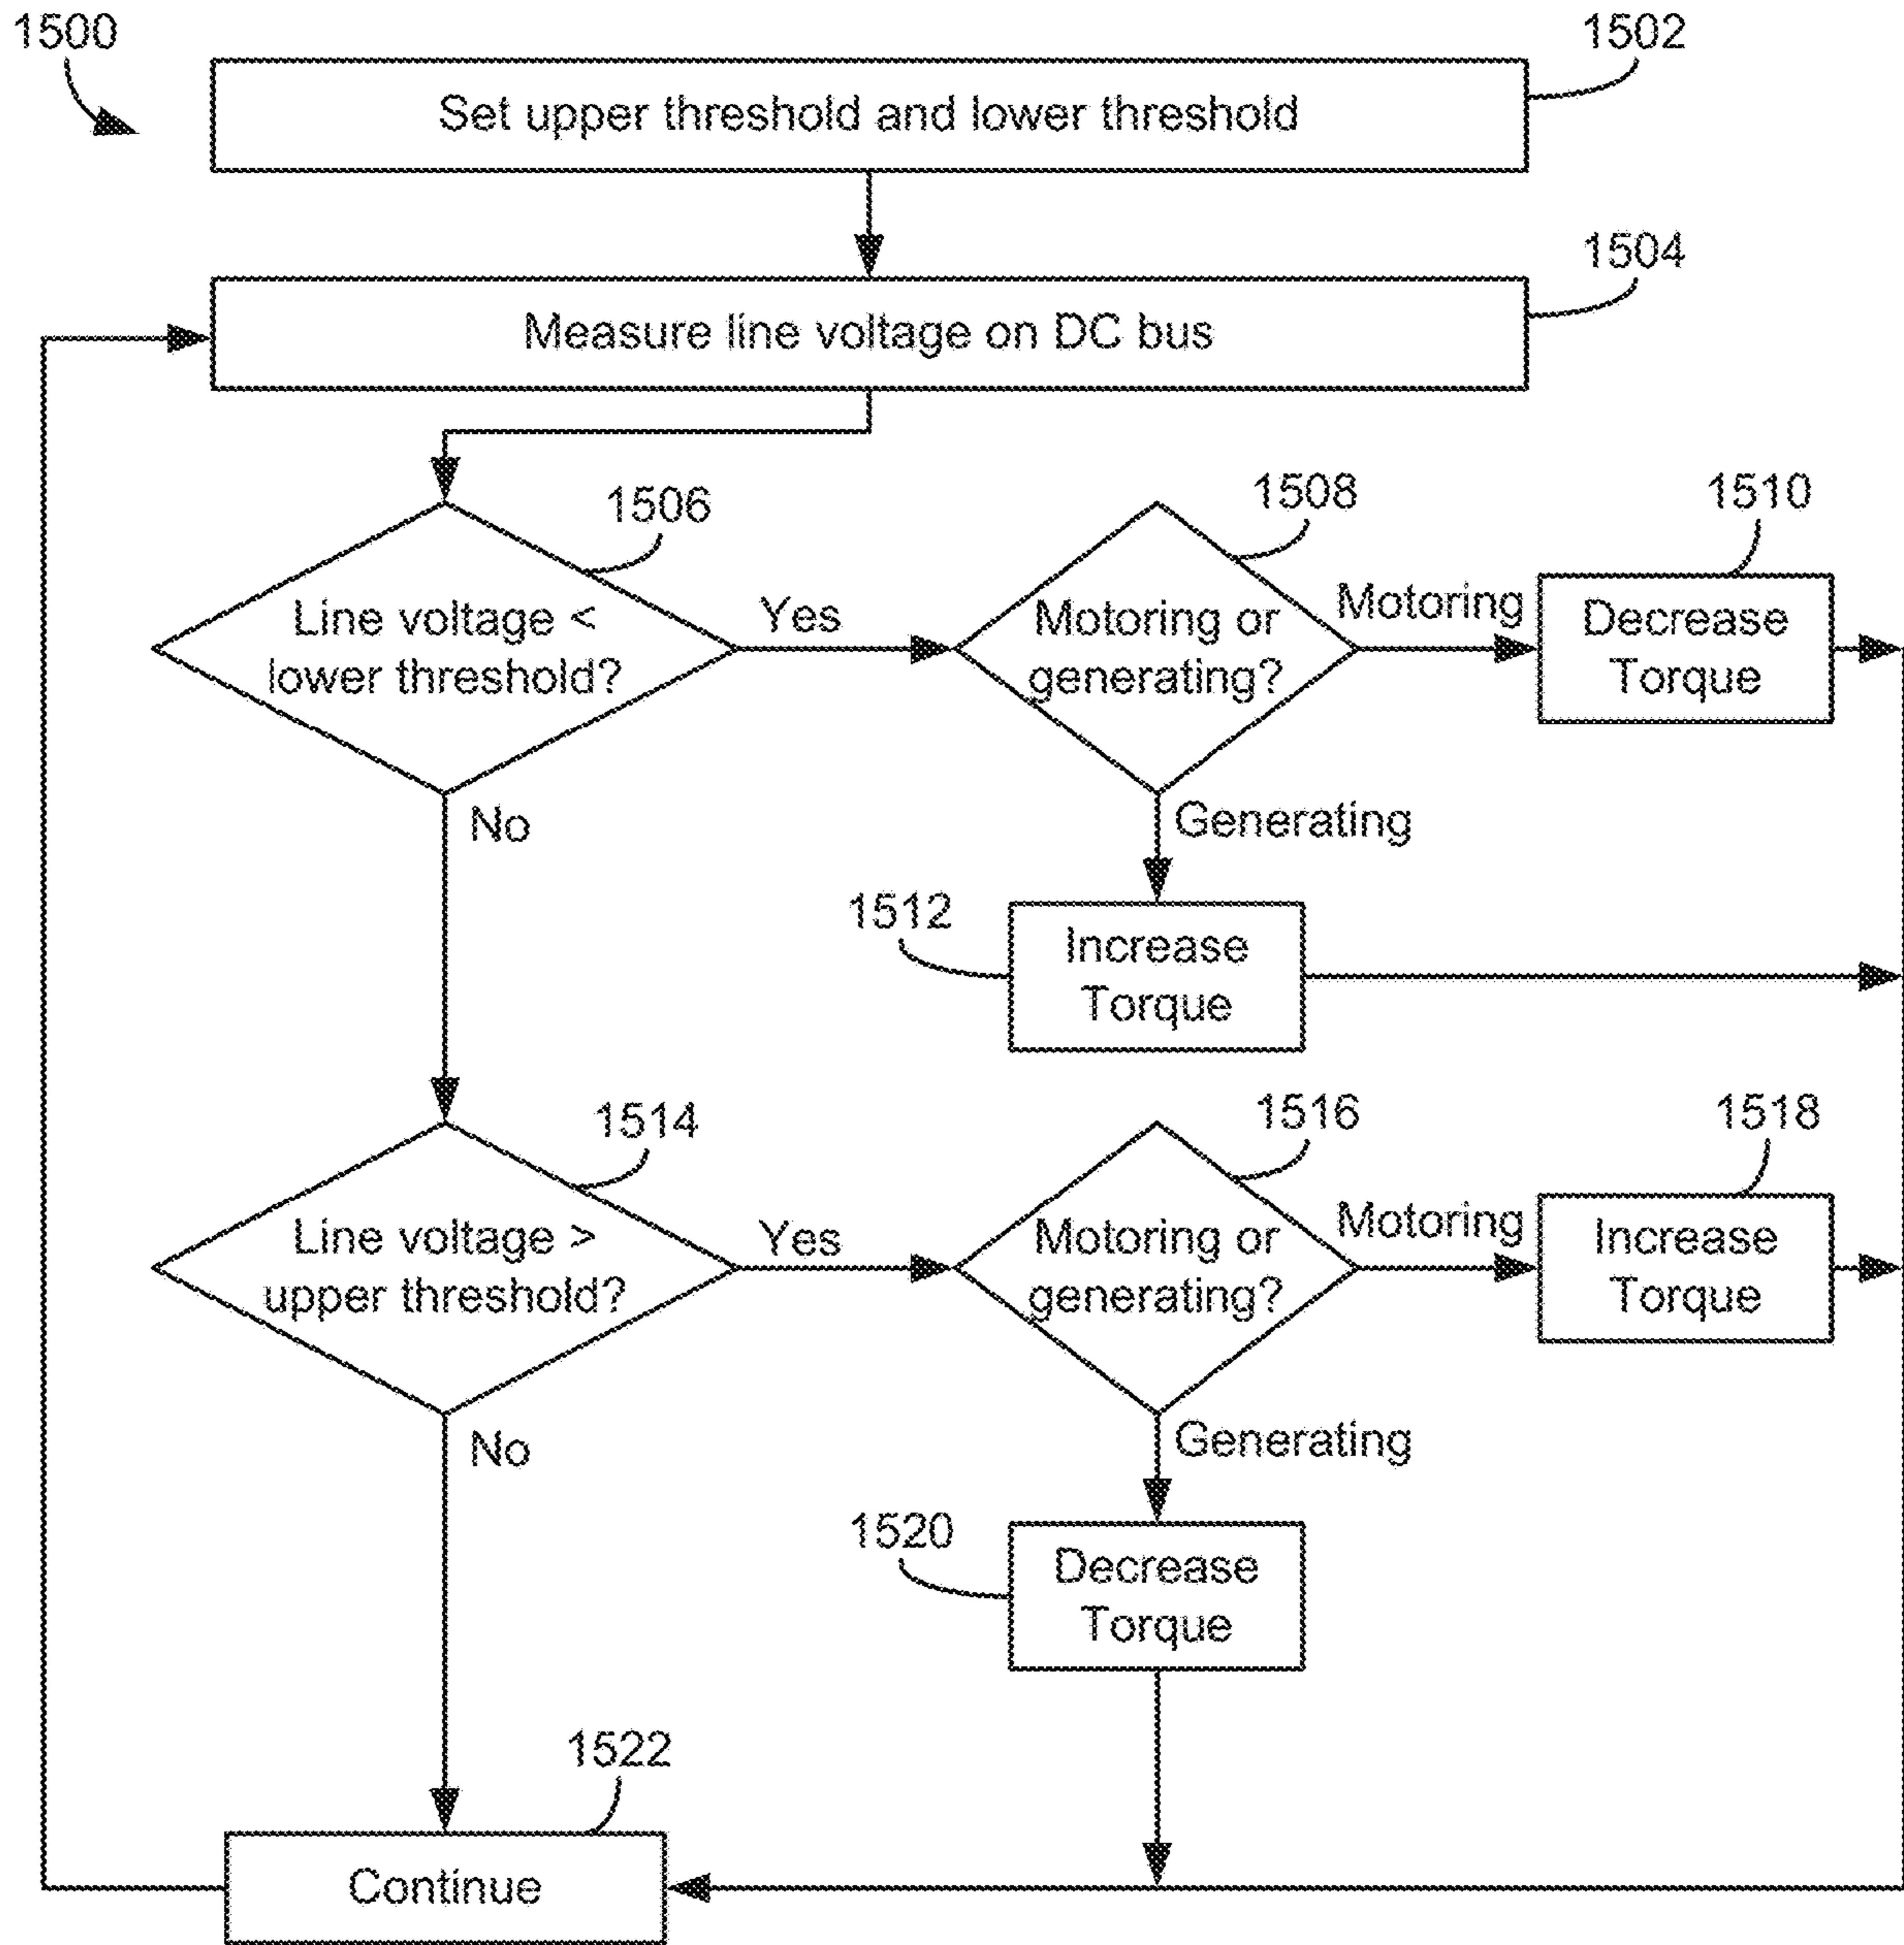 1500
1502
Set upper threshold and lower threshold
1504
Measure line voltage on DC bus
1506
Line voltage <
lower threshold?
Yes
No
1508
Motoring or
generating?
Motoring
Generating
1510
Decrease
Torque
1512
Increase
Torque
1514
Line voltage >
upper threshold?
Yes
No
1516
Motoring or
generating?
Motoring
Generating
1518
Increase
Torque
1520
Decrease
Torque
1522
Continue